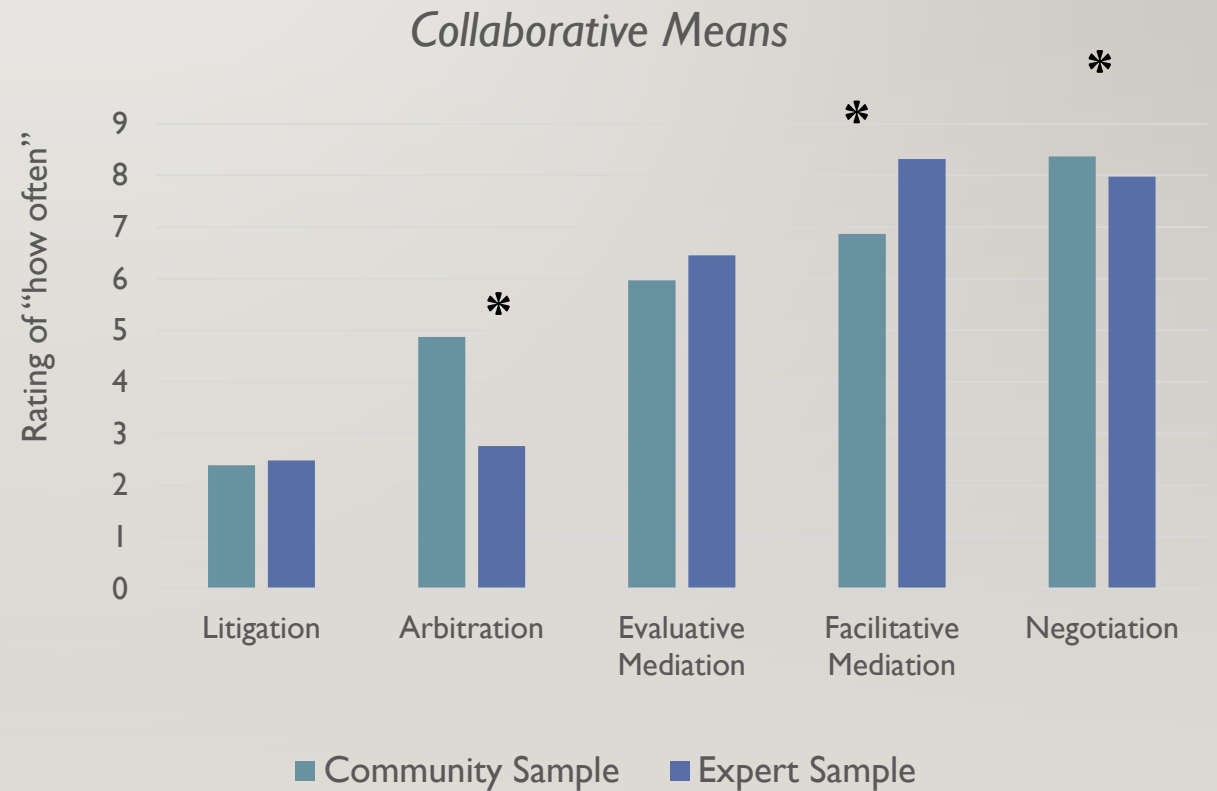 Collaborative Means
*
*
*
Rating of “how often”
9
8
7
6
5
4
3
2
1
0
Litigation
Arbitration
Evaluative
Mediation
Facilitative
Mediation
Negotiation
Community Sample
Expert Sample